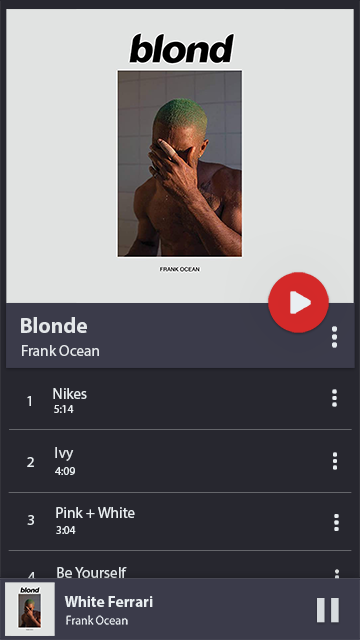 blond
FRANK OCEAN
Blonde
Frank Ocean
1 Nikes
5:14
2 Ivy
4:09
3 Pink + White
3:04
4 Be Yourself
blond
White Ferrari
Frank Ocean